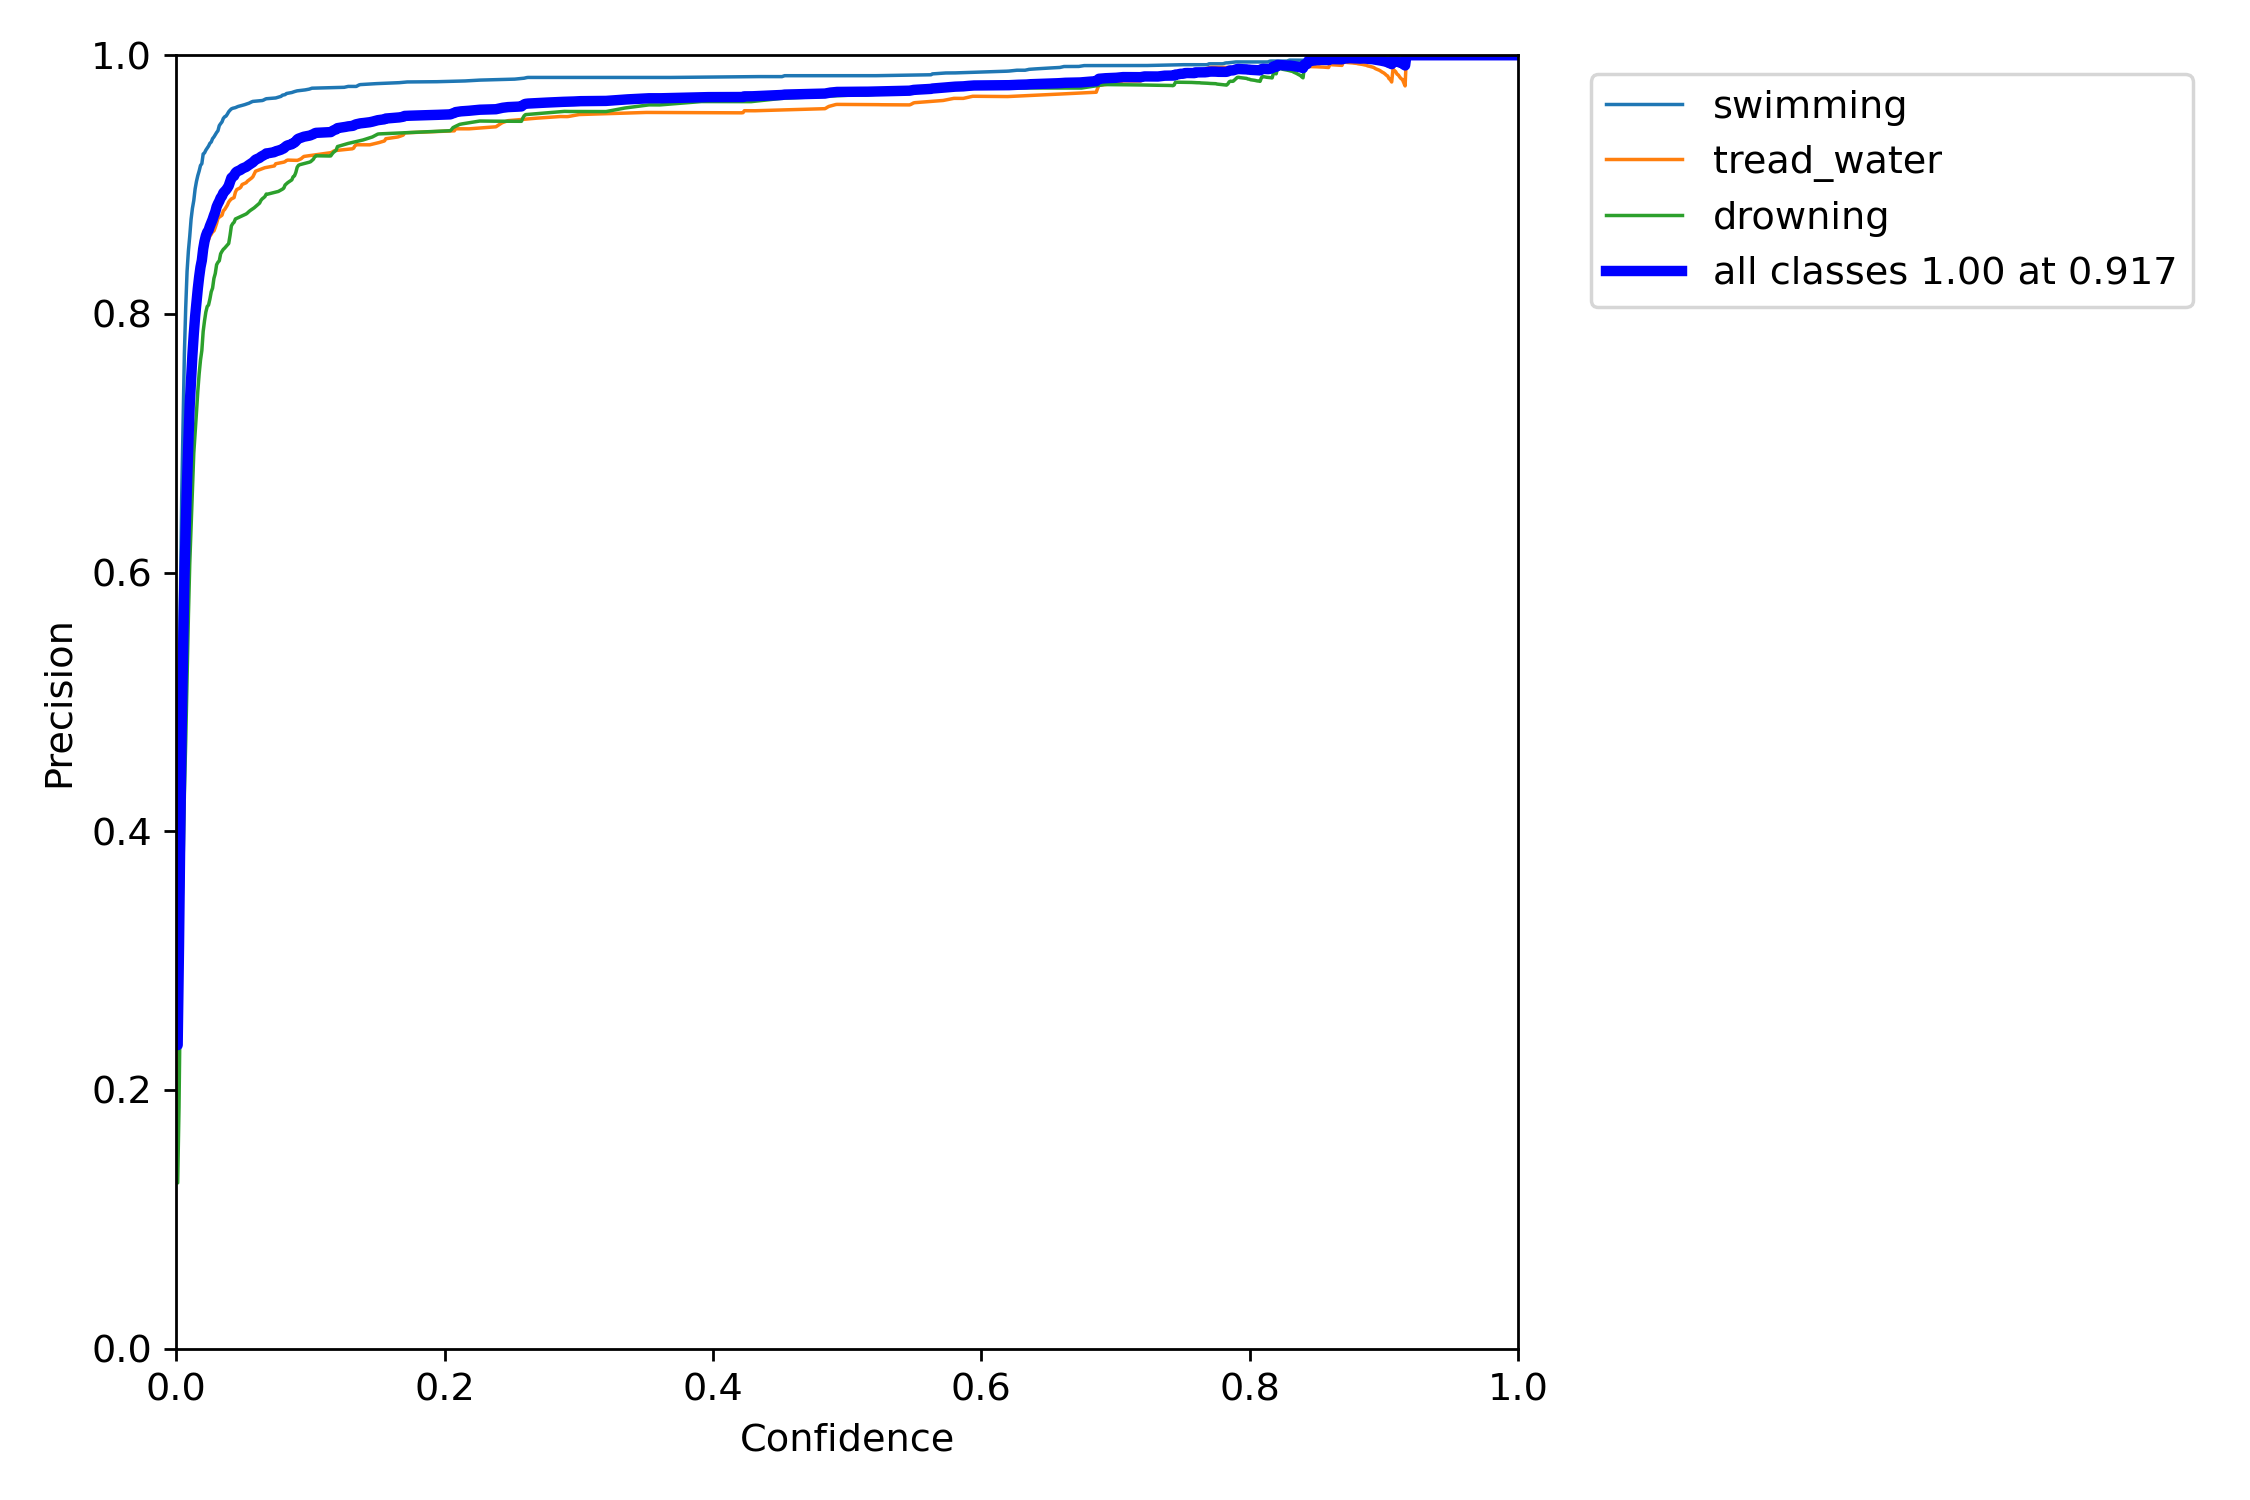 1.0
0.8
0.6
0.4
0.2
0.0
Precision
0.0 0.2 0.4 0.6 0.8 1.0
Confidence
swimming
tread_water
drowning
all classes 1.00 at 0.917